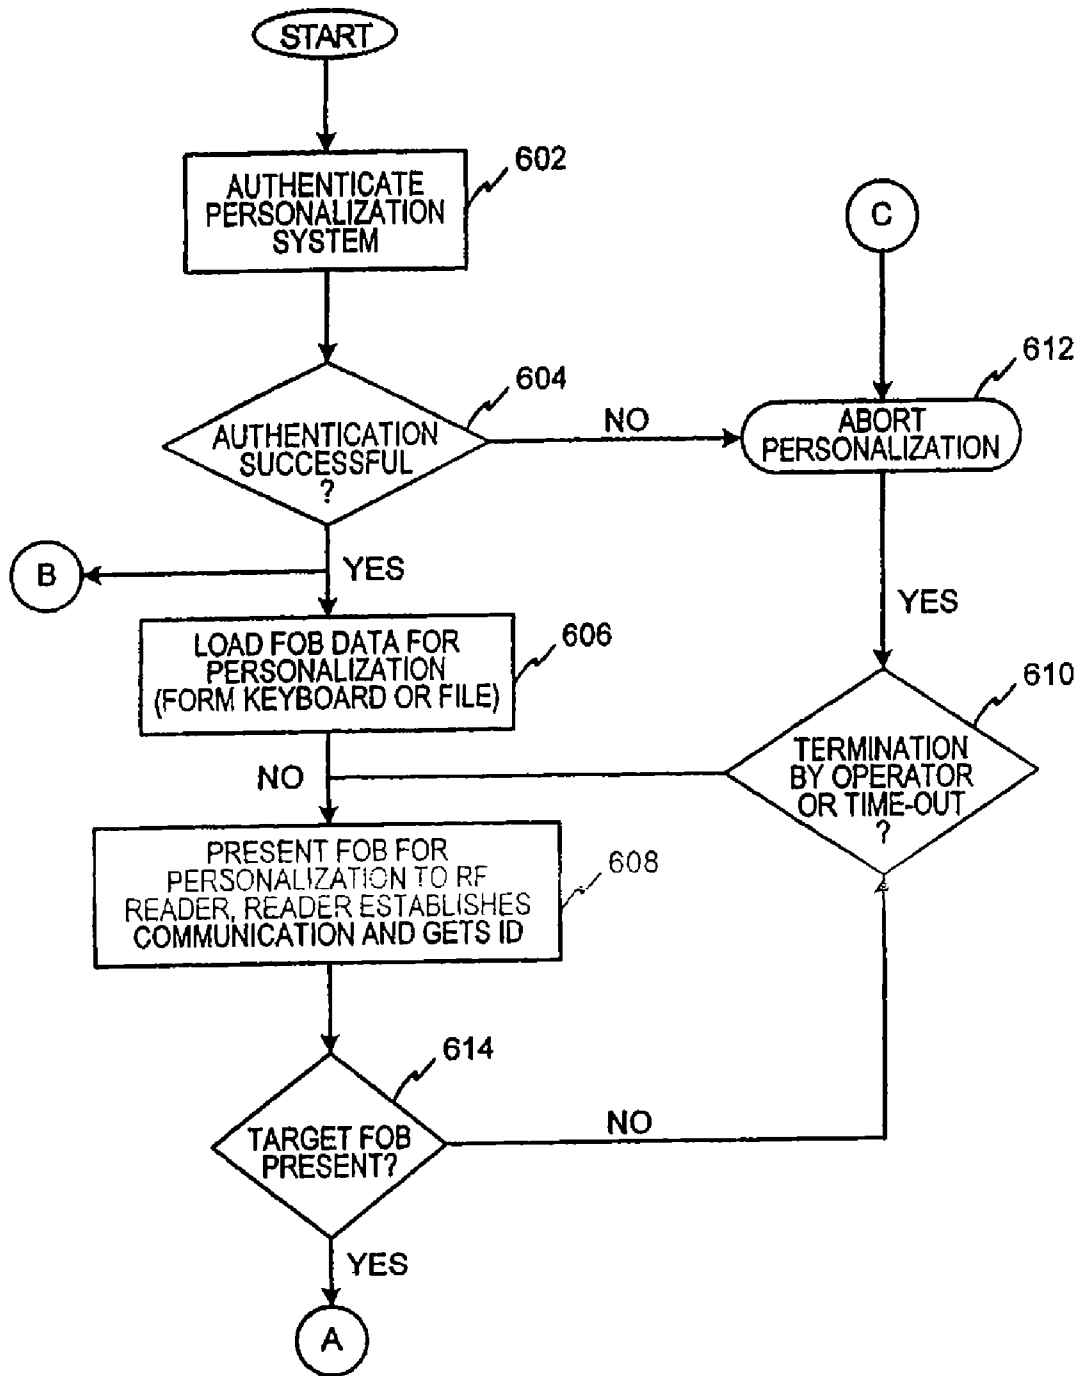 START
602
AUTHENTICATE
PERSONALIZATION
SYSTEM
C
604
612
AUTHENTICATION
SUCCESSFUL
?
NO
ABORT
PERSONALIZATION
B
YES
YES
LOAD FOB DATA FOR
PERSONALIZATION
(FORM KEYBOARD OR FILE)
606
610
NO
TERMINATION
BY OPERATOR
OR TIME-OUT
?
PRESENT FOB FOR
PERSONALIZATION TO RF
READER, READER ESTABLISHES
COMMUNICATION AND GETS ID
608
614
TARGET FOB
PRESENT?
NO
YES
A